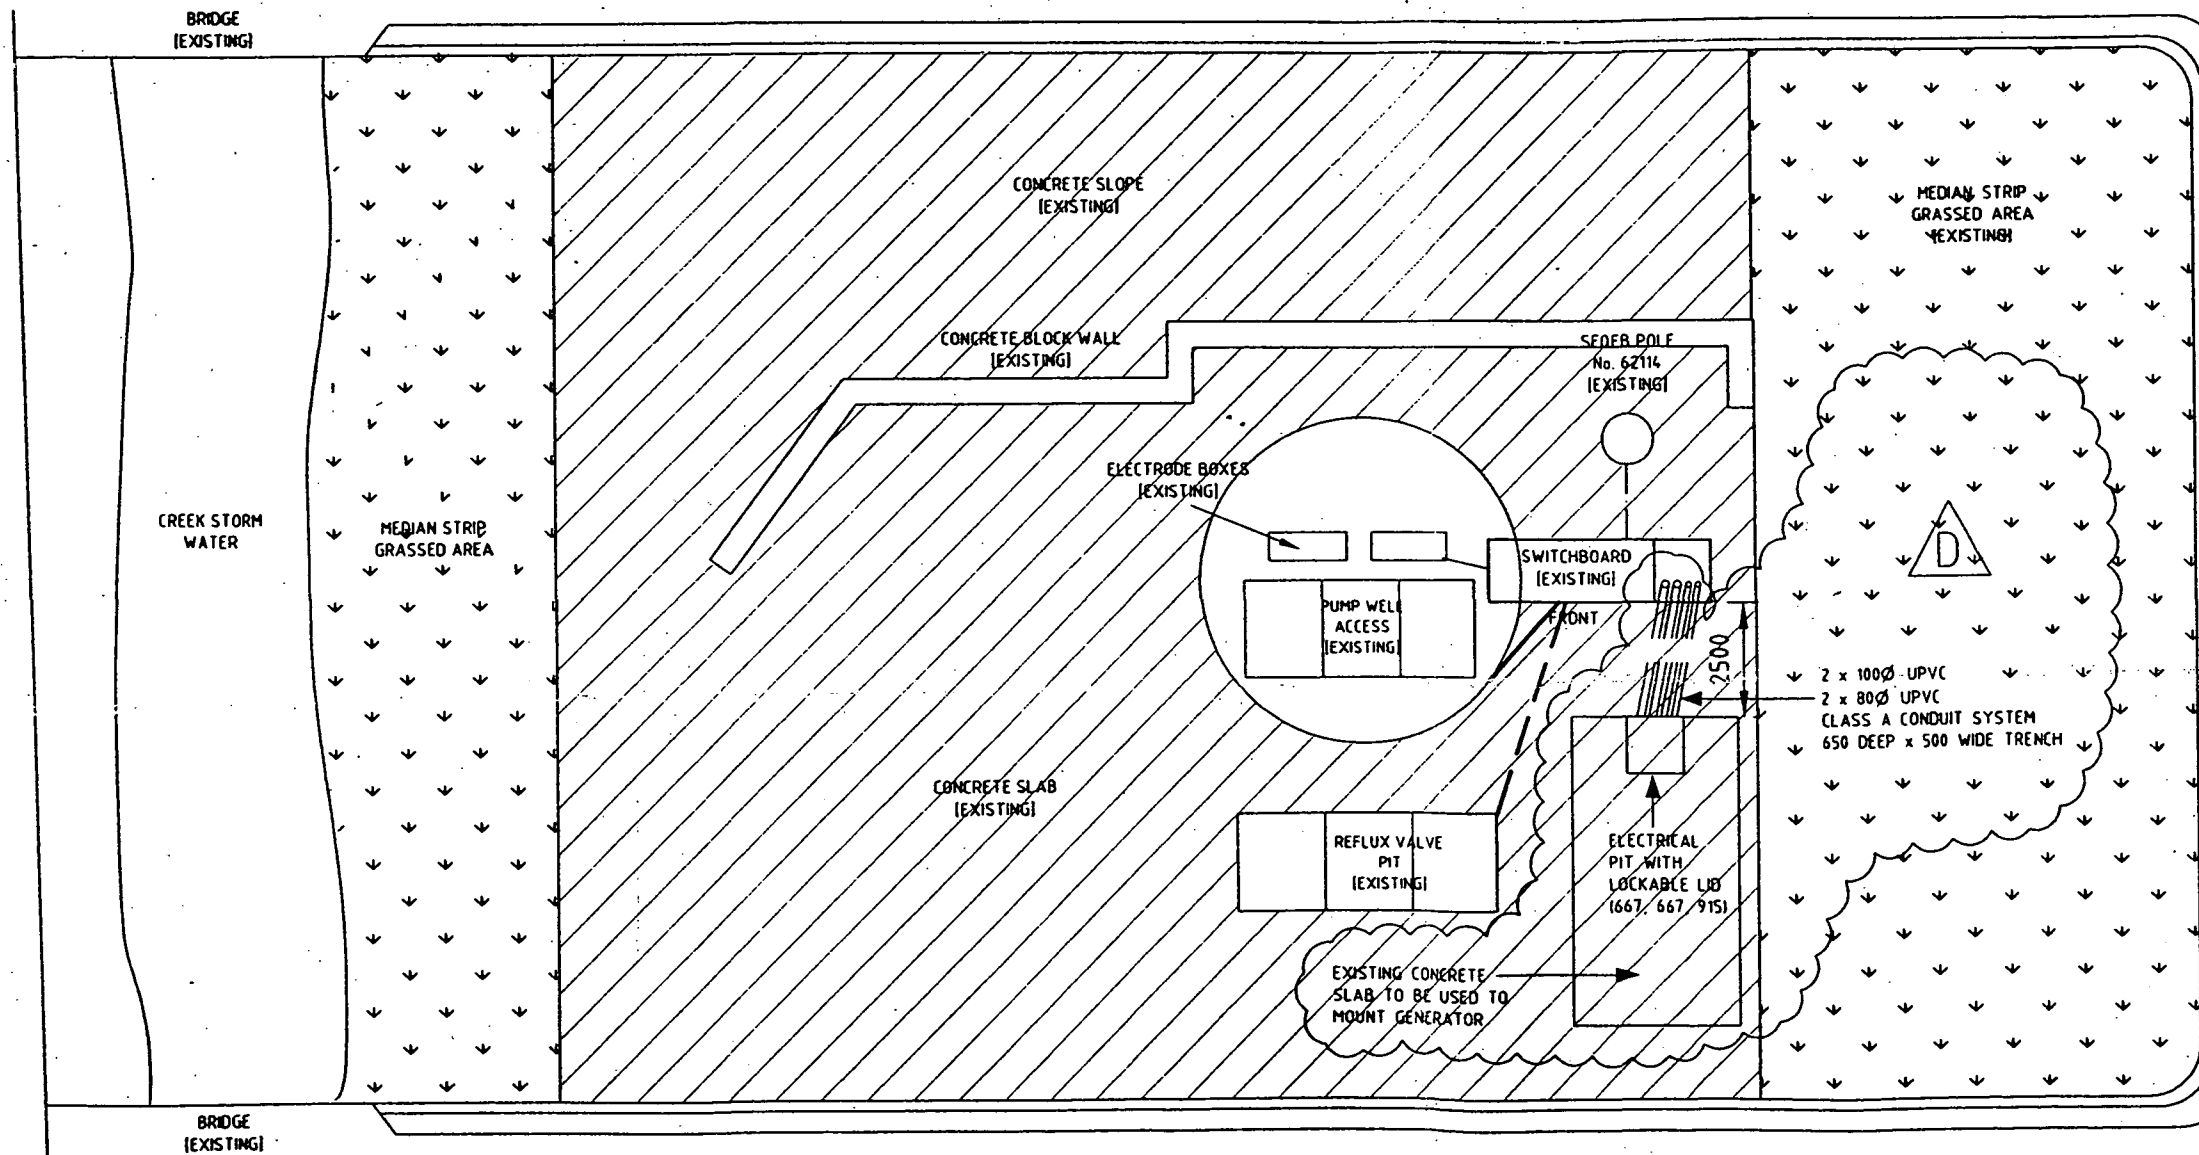 BRIDGE
[EXISTING]
CONCRETE SLOPE
[EXISTING]
MEDIAN STRIP
GRASSED AREA
[EXISTING]
CONCRETE BLOCK WALL
[EXISTING]
SEQEB POLE
No. 62114
[EXISTING]
ELECTRODE BOXES
[EXISTING]
CREEK STORM
WATER
MEDIAN STRIP
GRASSED AREA
SWITCHBOARD
[EXISTING]
D
PUMP WELL
ACCESS
[EXISTING]
FRONT
2500
2 x 100Ø UPVC
2 x 80Ø UPVC
CLASS A CONDUIT SYSTEM
650 DEEP x 500 WIDE TRENCH
CONCRETE SLAB
[EXISTING]
REFLUX VALVE
PIT
[EXISTING]
ELECTRICAL
PIT WITH
LOCKABLE LID
(667, 667, 915)
EXISTING CONCRETE
SLAB TO BE USED TO
MOUNT GENERATOR
BRIDGE
[EXISTING]